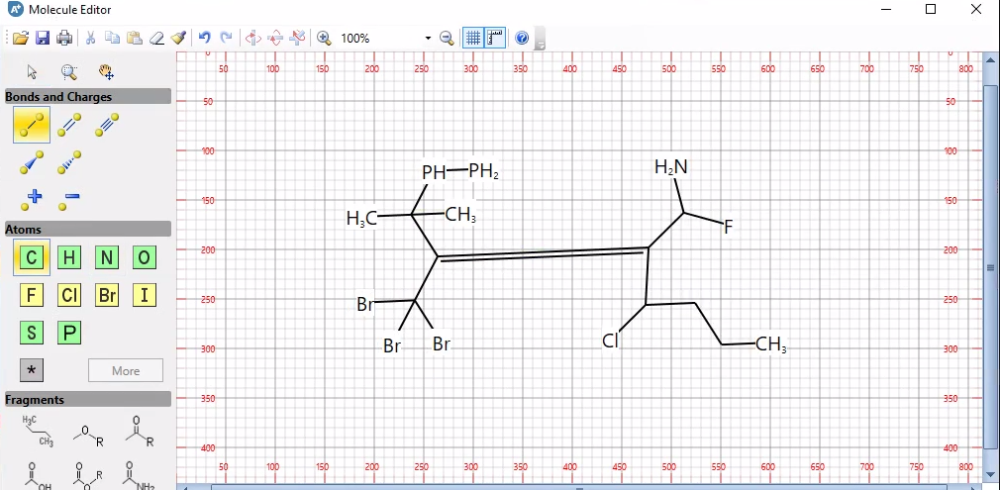 Molecule Editor
100%
50 100 150 200 250 300 350 400 450 500 550 600 650 700 750 800
Bonds and Charges
Atoms
C H N O
F Cl Br I
S P
*
More
Fragments
H₃C
CH₃
O
R
O
R
O
OH
O
O
R
O
NH₂
0
50
100
150
200
250
300
350
400
0
50
100
150
200
250
300
350
400
PH PH₂
H₃C CH₃
Br
Br Br
H₂N
F
Cl CH₃
50 100 150 200 250 300 350 400 450 500 550 600 650 700 750 800